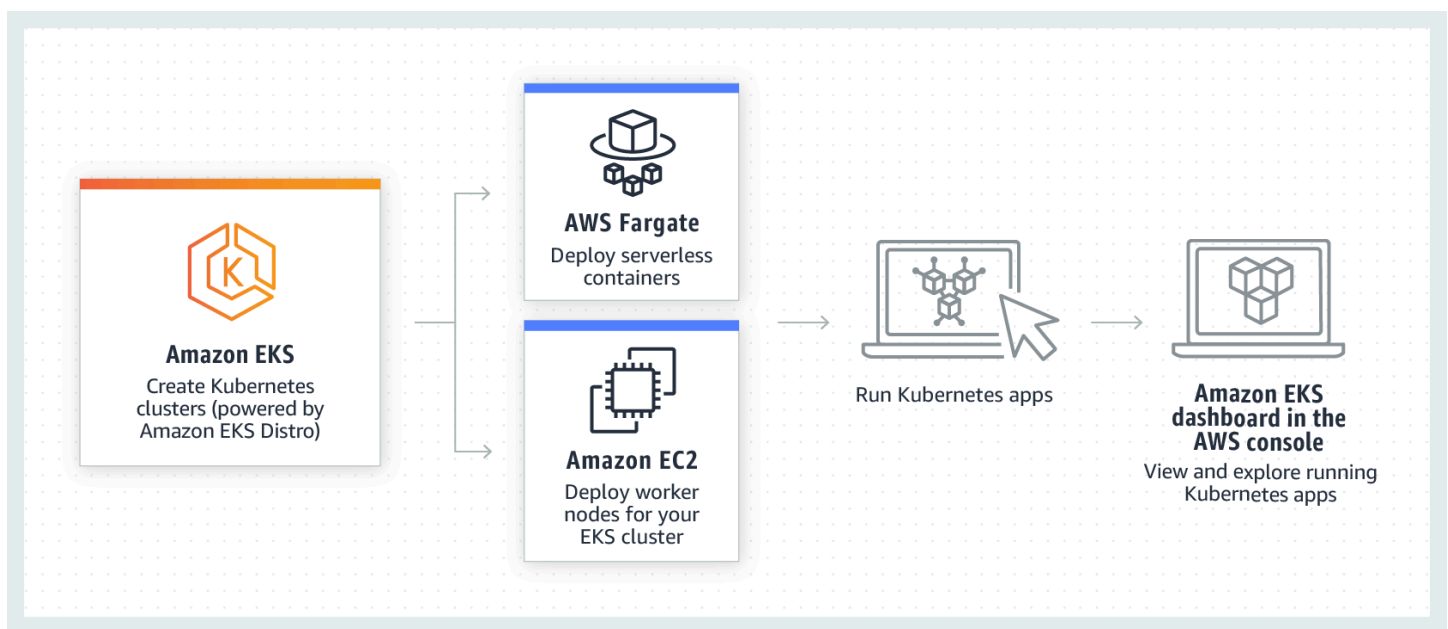 K
Amazon EKS
Create Kubernetes
clusters (powered by
Amazon EKS Distro)
AWS Fargate
Deploy serverless
containers
Amazon EC2
Deploy worker
nodes for your
EKS cluster
Run Kubernetes apps
Amazon EKS
dashboard in the
AWS console
View and explore running
Kubernetes apps